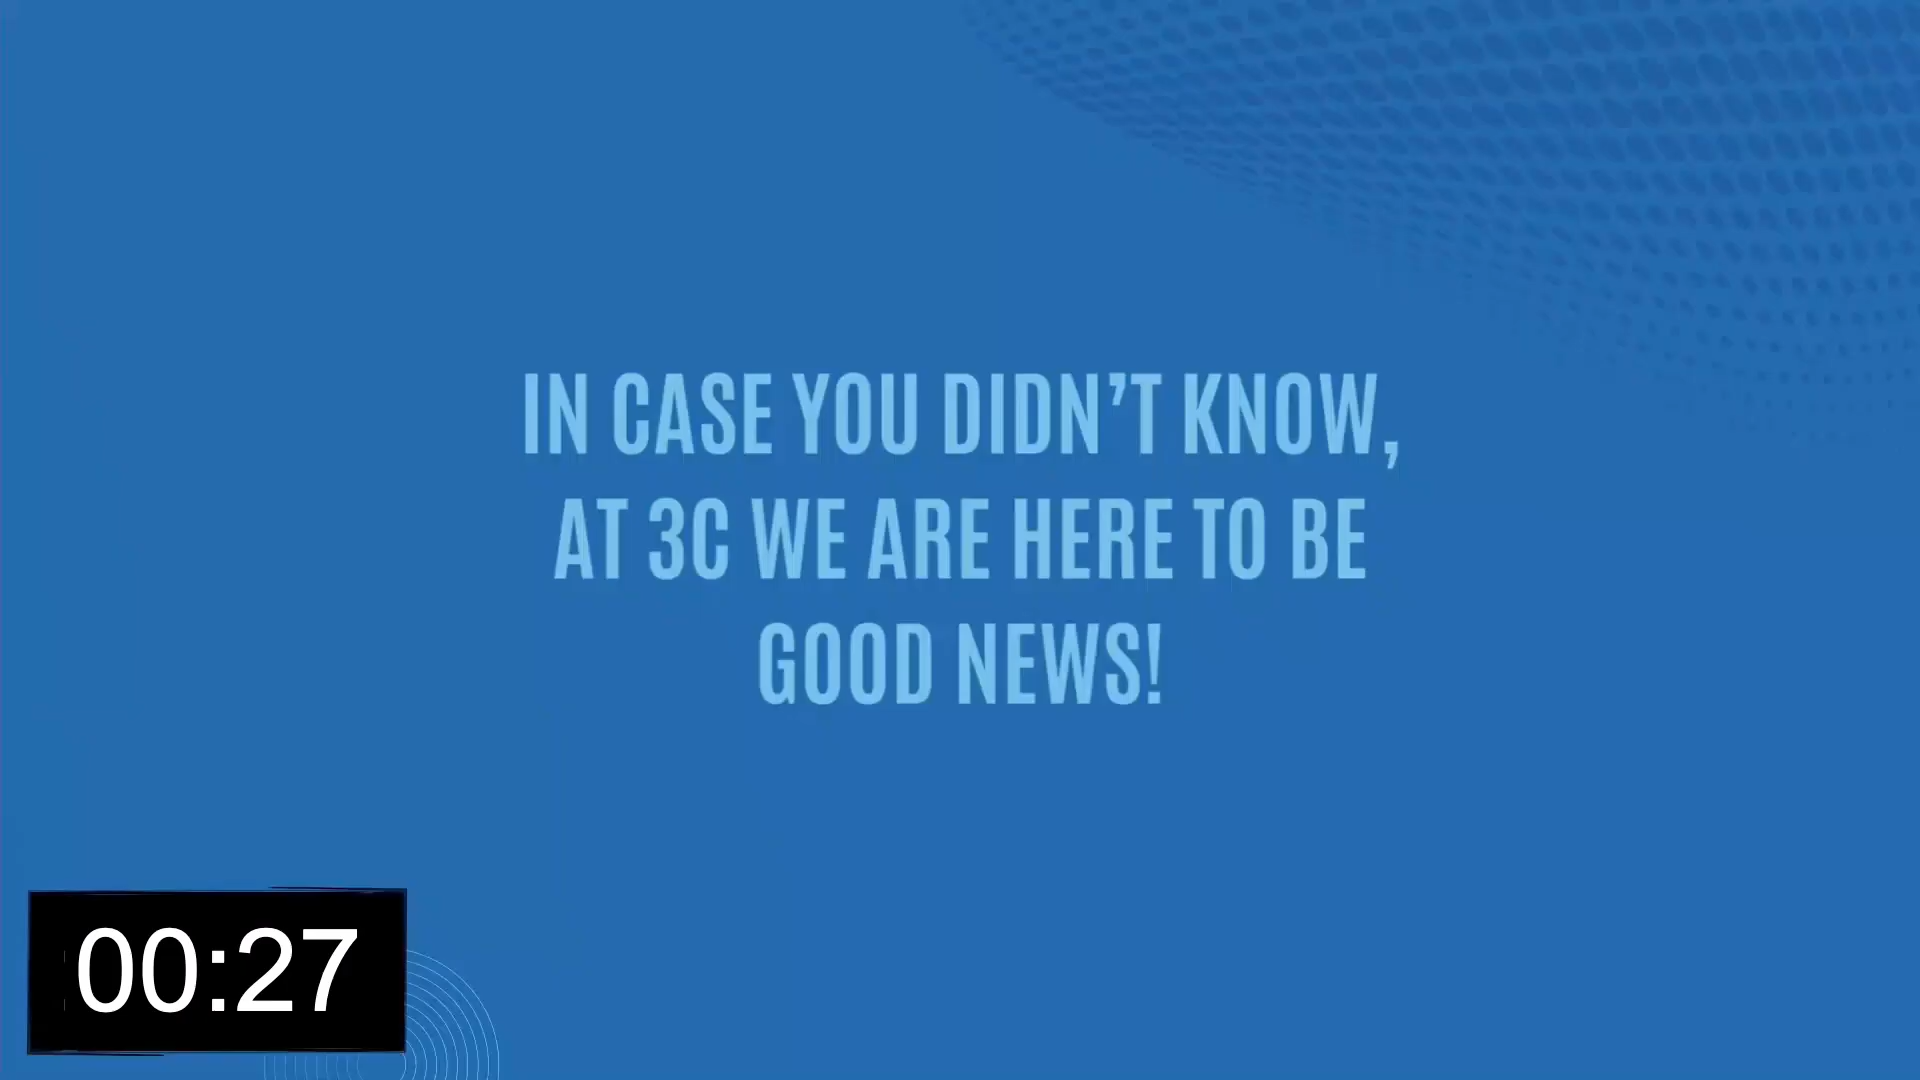 IN CASE YOU DIDN’T KNOW,
AT 3C WE ARE HERE TO BE
GOOD NEWS!
00:27